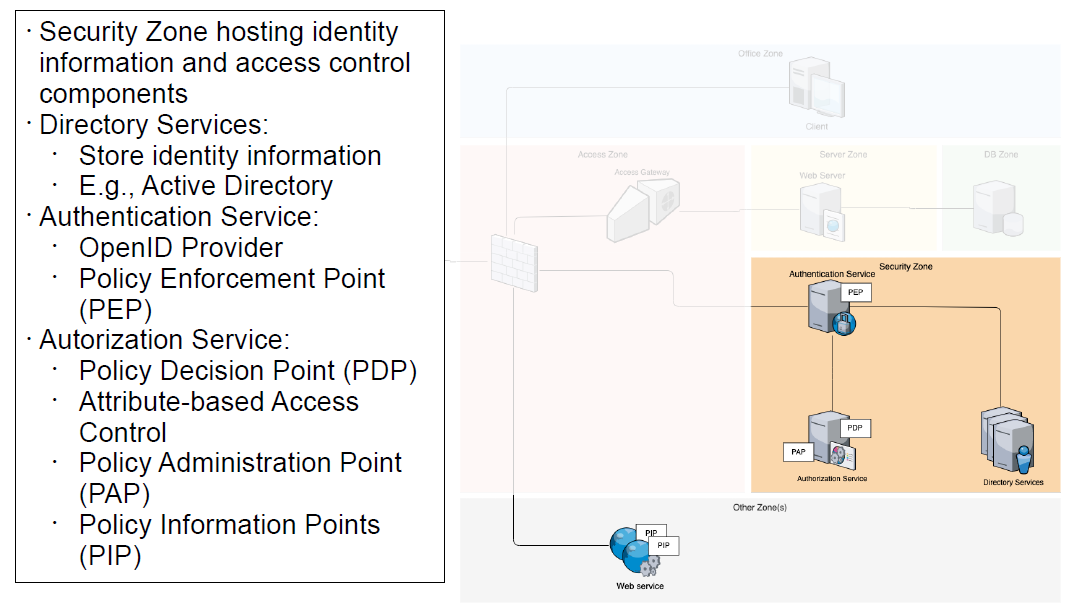 · Security Zone hosting identity
information and access control
components
· Directory Services:
· Store identity information
· E.g., Active Directory
· Authentication Service:
· OpenID Provider
· Policy Enforcement Point
(PEP)
· Autorization Service:
· Policy Decision Point (PDP)
· Attribute-based Access
Control
· Policy Administration Point
(PAP)
· Policy Information Points
(PIP)
Office Zone
Client
Access Zone
Access Gateway
Server Zone
Web Server
DB Zone
Security Zone
Authentication Service
PEP
PDP
PAP
Authorization Service
Directory Services
Other Zone(s)
PIP
PIP
Web service